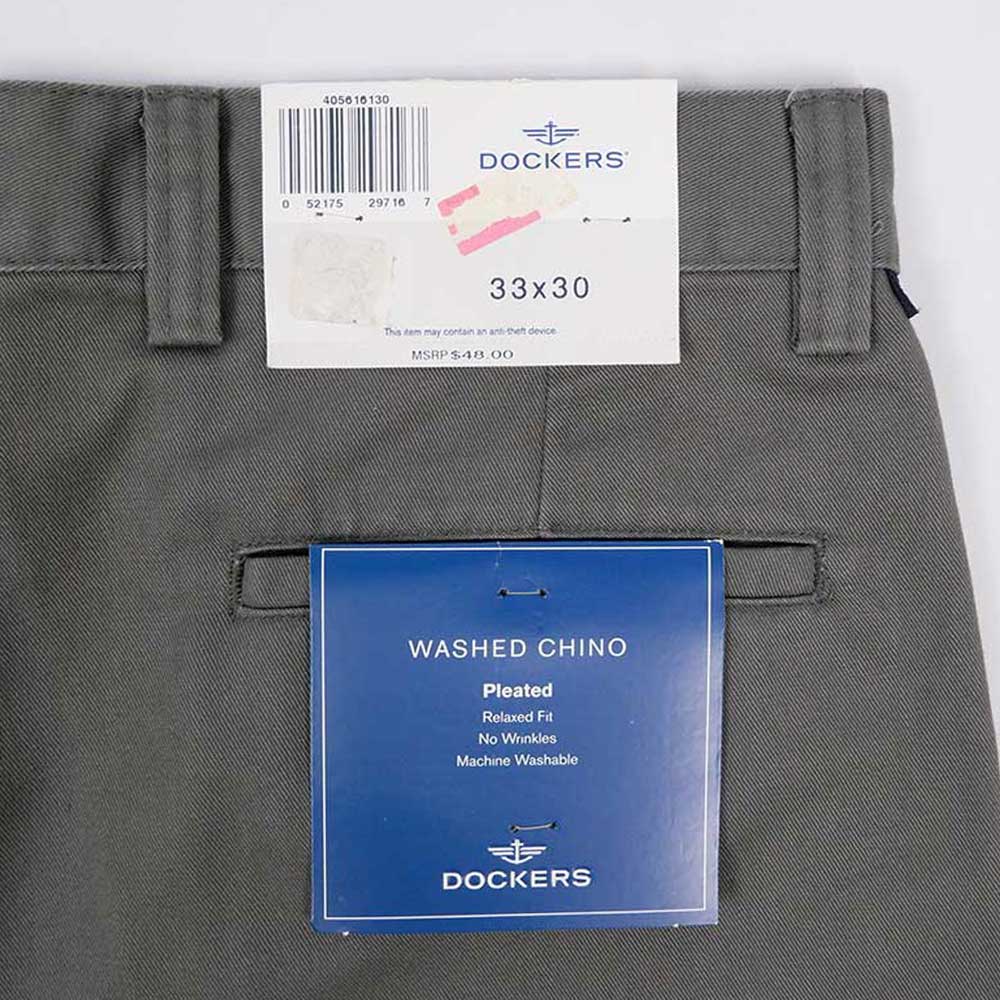 405616130
0 52175 29716 7
DOCKERS®
33x30
This item may contain an anti-theft device.
MSRP $48.00
WASHED CHINO
Pleated
Relaxed Fit
No Wrinkles
Machine Washable
DOCKERS